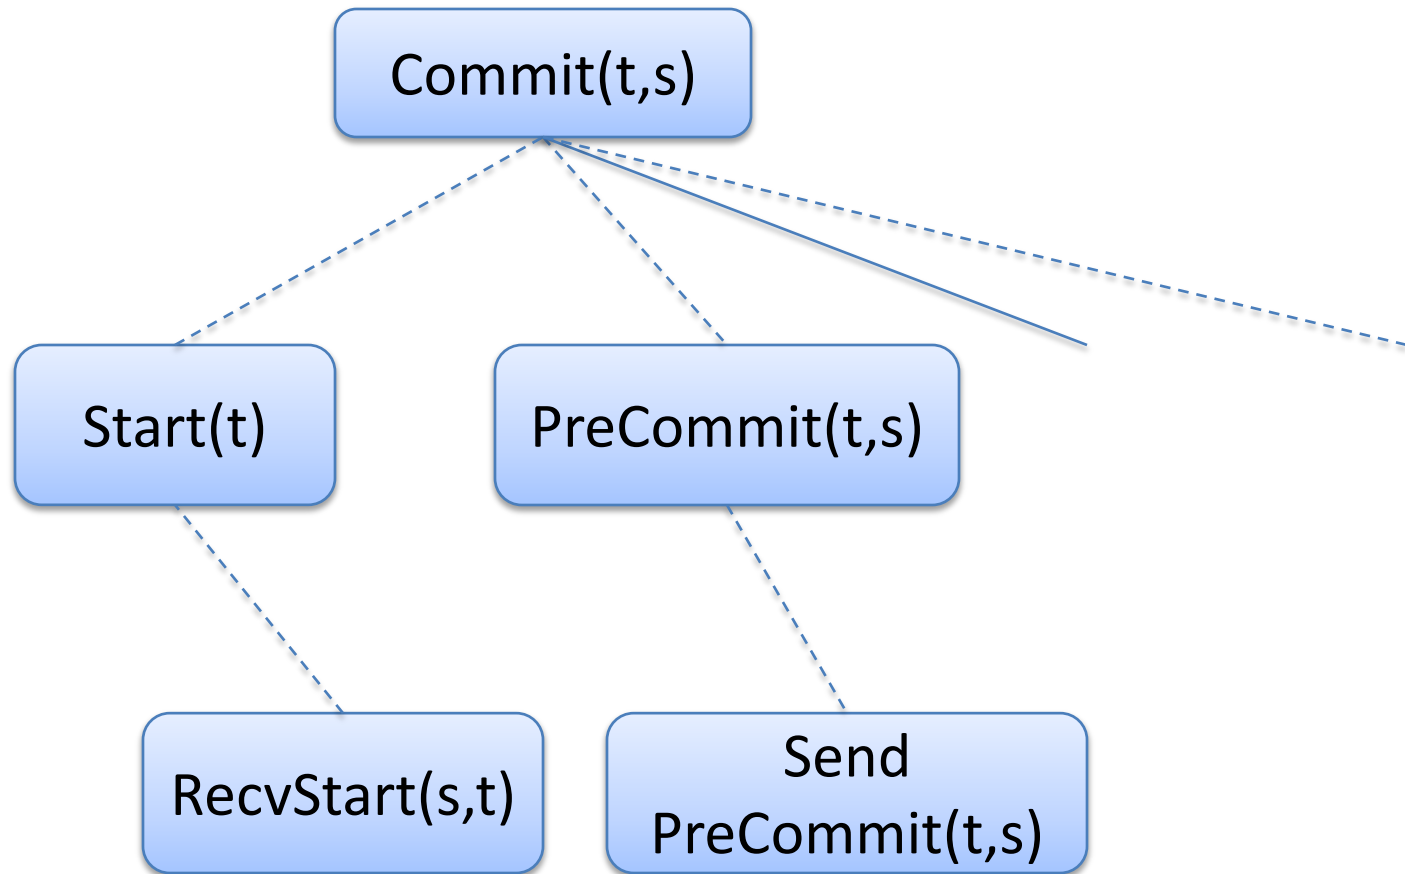 Commit(t,s)
Start(t)
PreCommit(t,s)
RecvStart(s,t)
Send
PreCommit(t,s)